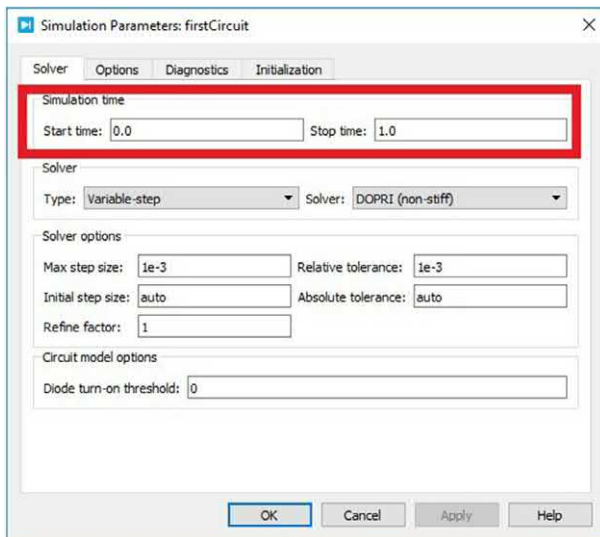 Simulation Parameters: firstCircuit
Solver Options Diagnostics Initialization
Simulation time
Start time: 0.0 Stop time: 1.0
Solver
Type: Variable-step Solver: DOPRI (non-stiff)
Solver options
Max step size: 1e-3 Relative tolerance: 1e-3
Initial step size: auto Absolute tolerance: auto
Refine factor: 1
Circuit model options
Diode turn-on threshold: 0
OK Cancel Apply Help